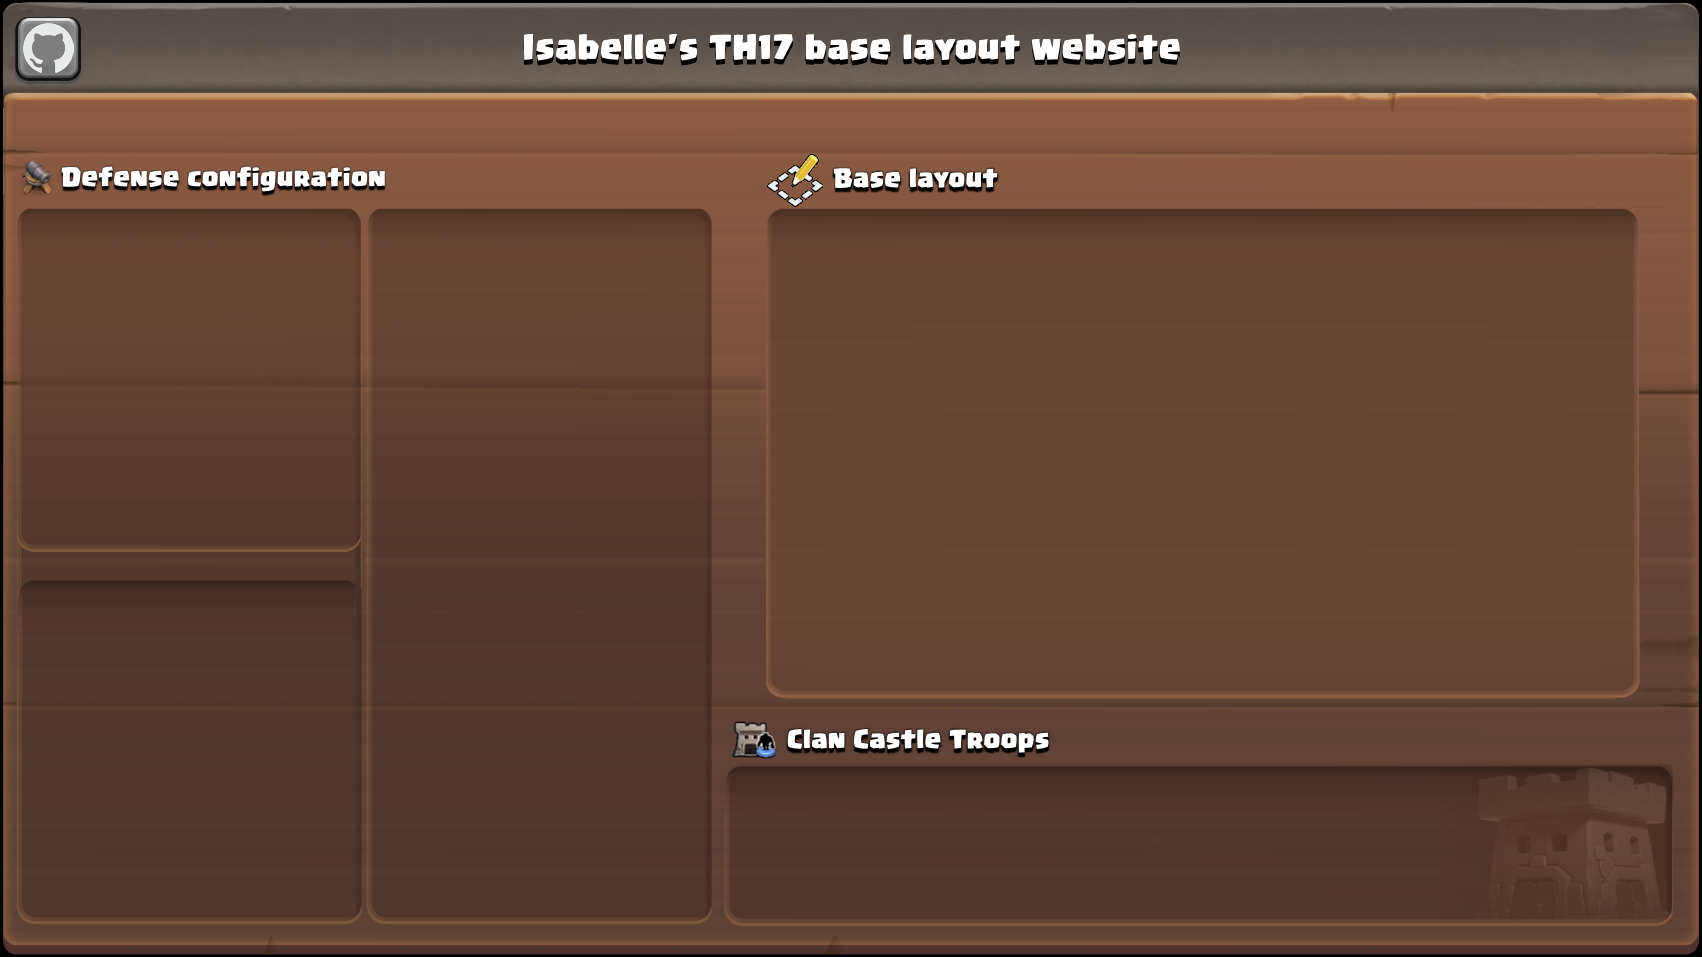 Isabelle's TH17 base layout website
Defense configuration
Base layout
Clan Castle Troops